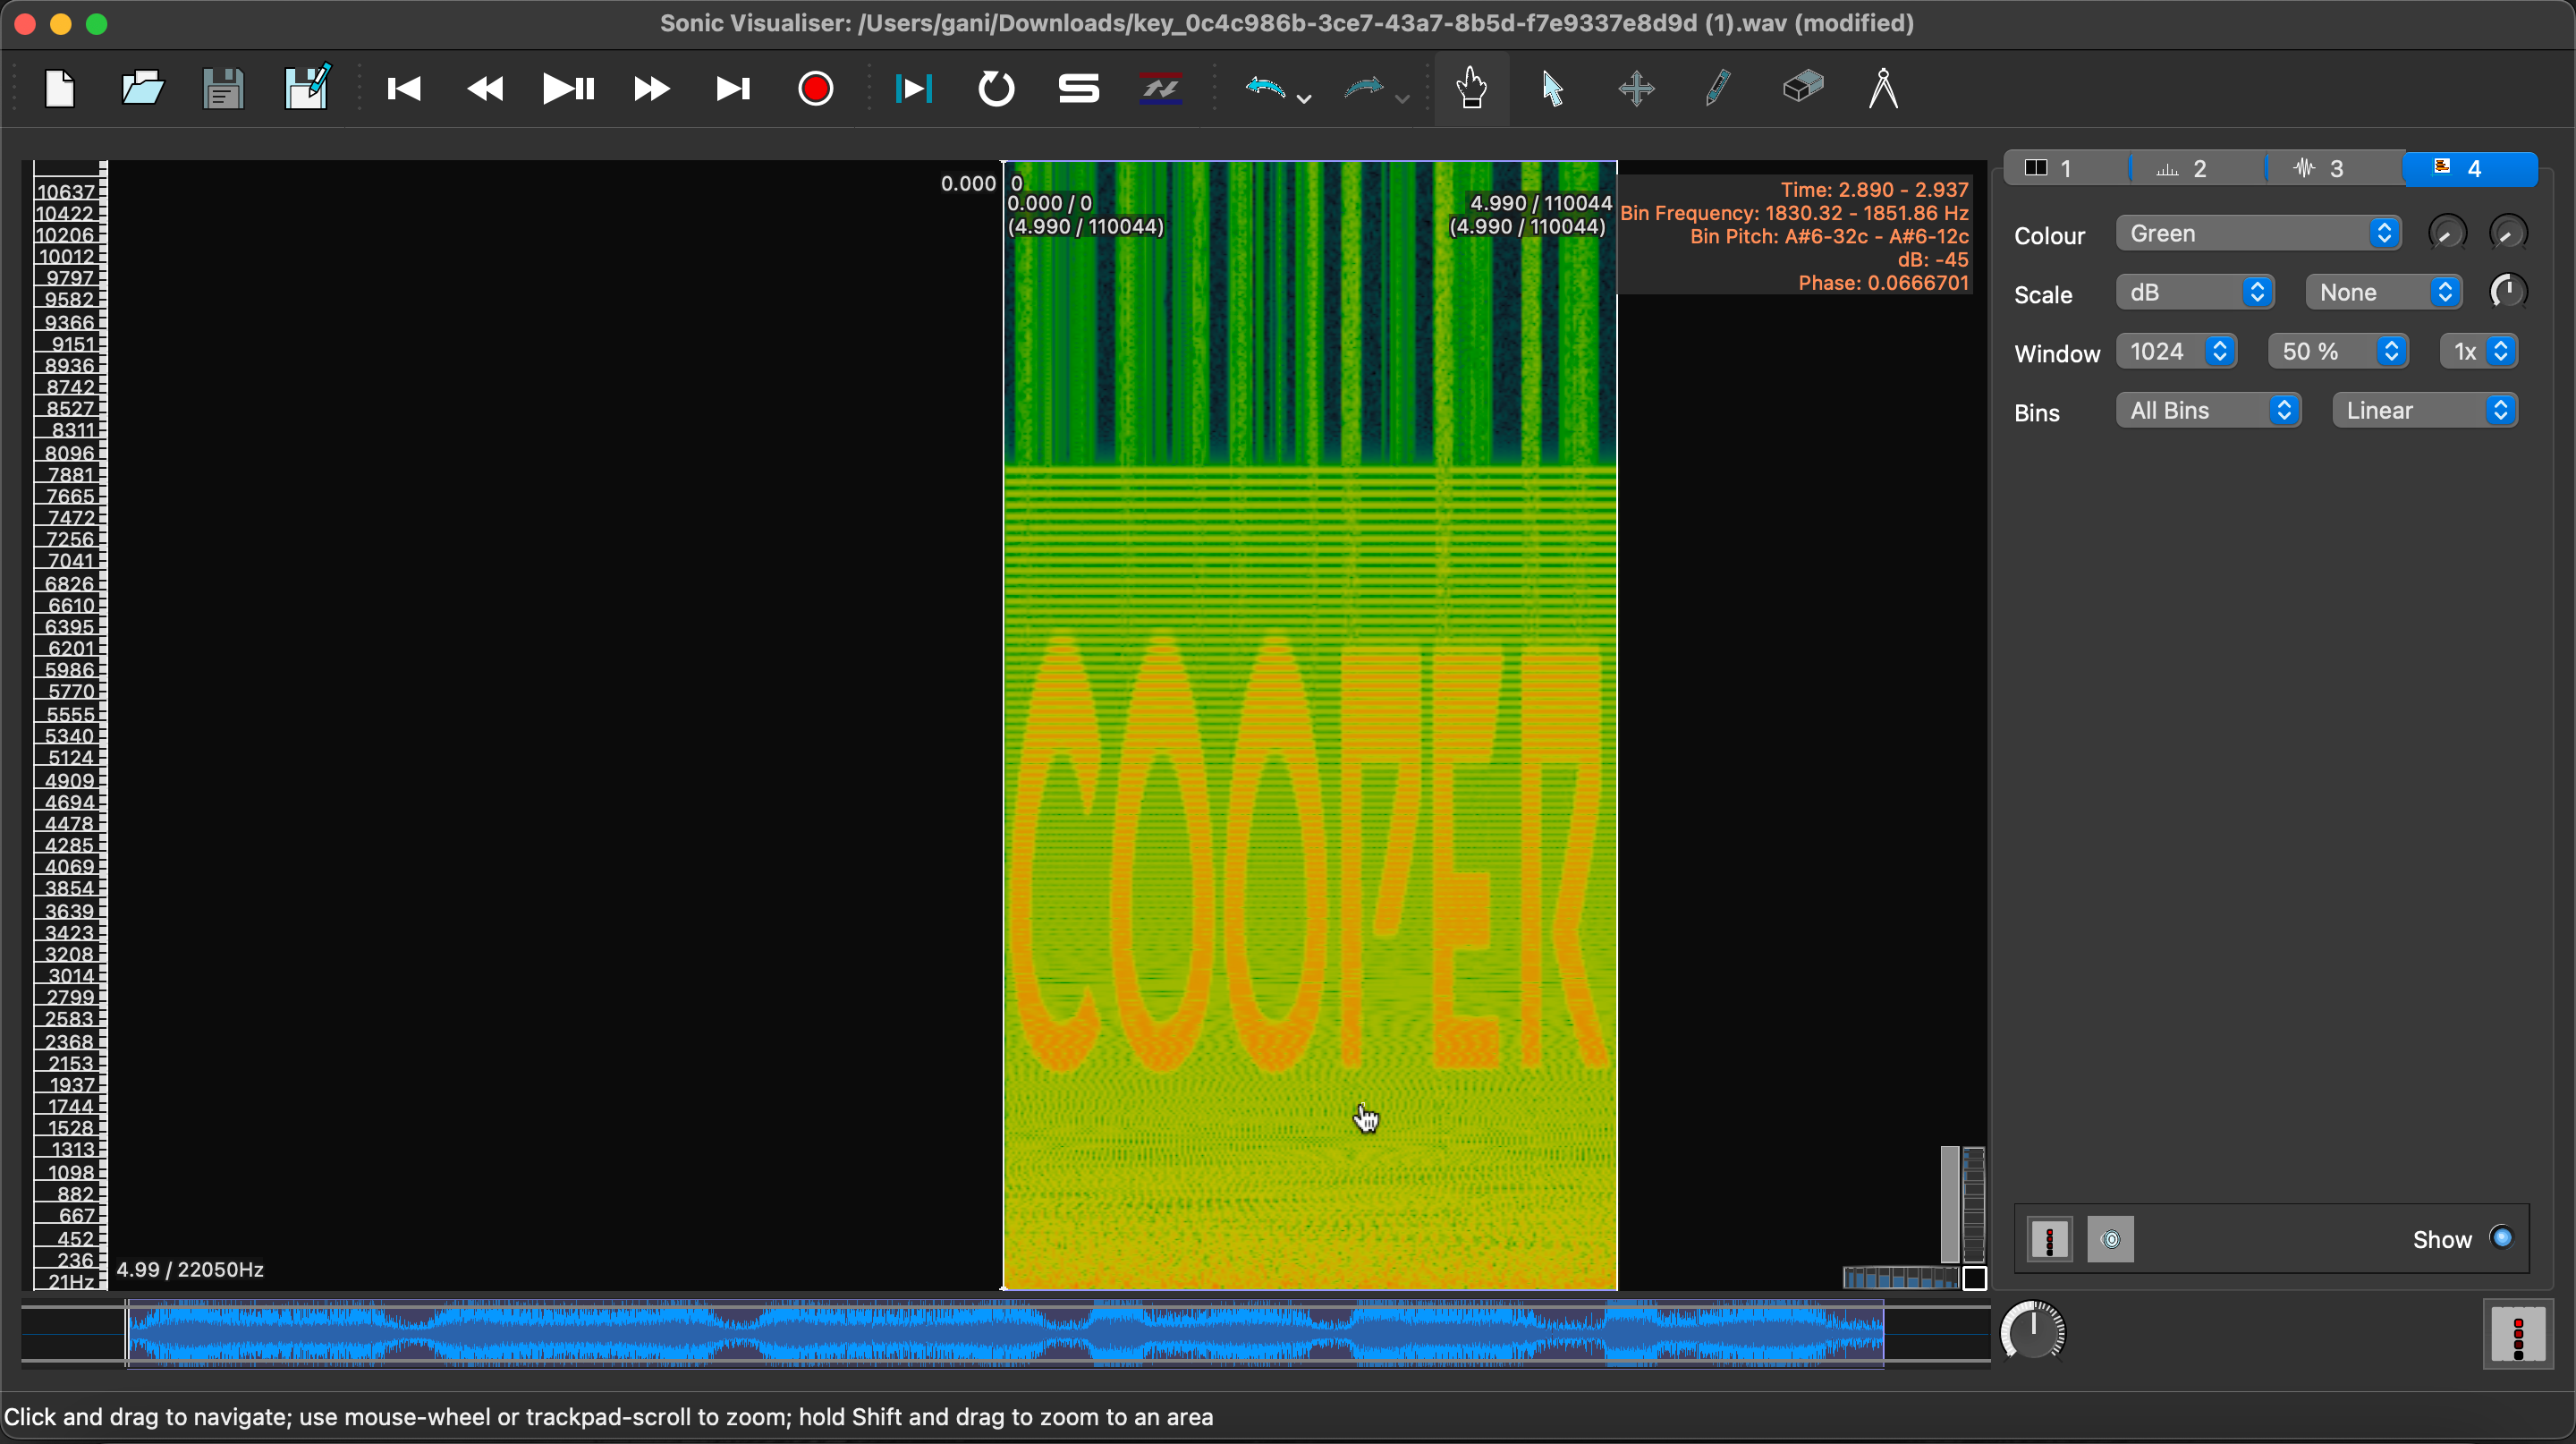 Sonic Visualiser: /Users/gani/Downloads/key_0c4c986b-3ce7-43a7-8b5d-f7e9337e8d9d (1).wav (modified)
1 2 3 4
10637
10422
10206
10012
9797
9582
9366
9151
8936
8742
8527
8311
8096
7881
7665
7472
7256
7041
6826
6610
6395
6201
5986
5770
5555
5340
5124
4909
4694
4478
4285
4069
3854
3639
3423
3208
3014
2799
2583
2368
2153
1937
1744
1528
1313
1098
882
667
452
236
21Hz
4.99 / 22050Hz
0.000 0
0.000 / 0
(4.990 / 110044)
4.990 / 110044
(4.990 / 110044)
Time: 2.890 - 2.937
Bin Frequency: 1830.32 - 1851.86 Hz
Bin Pitch: A#6-32c - A#6-12c
dB: -45
Phase: 0.0666701
COOPER
Colour Green
Scale dB None
Window 1024 50 % 1x
Bins All Bins Linear
Show
Click and drag to navigate; use mouse-wheel or trackpad-scroll to zoom; hold Shift and drag to zoom to an area